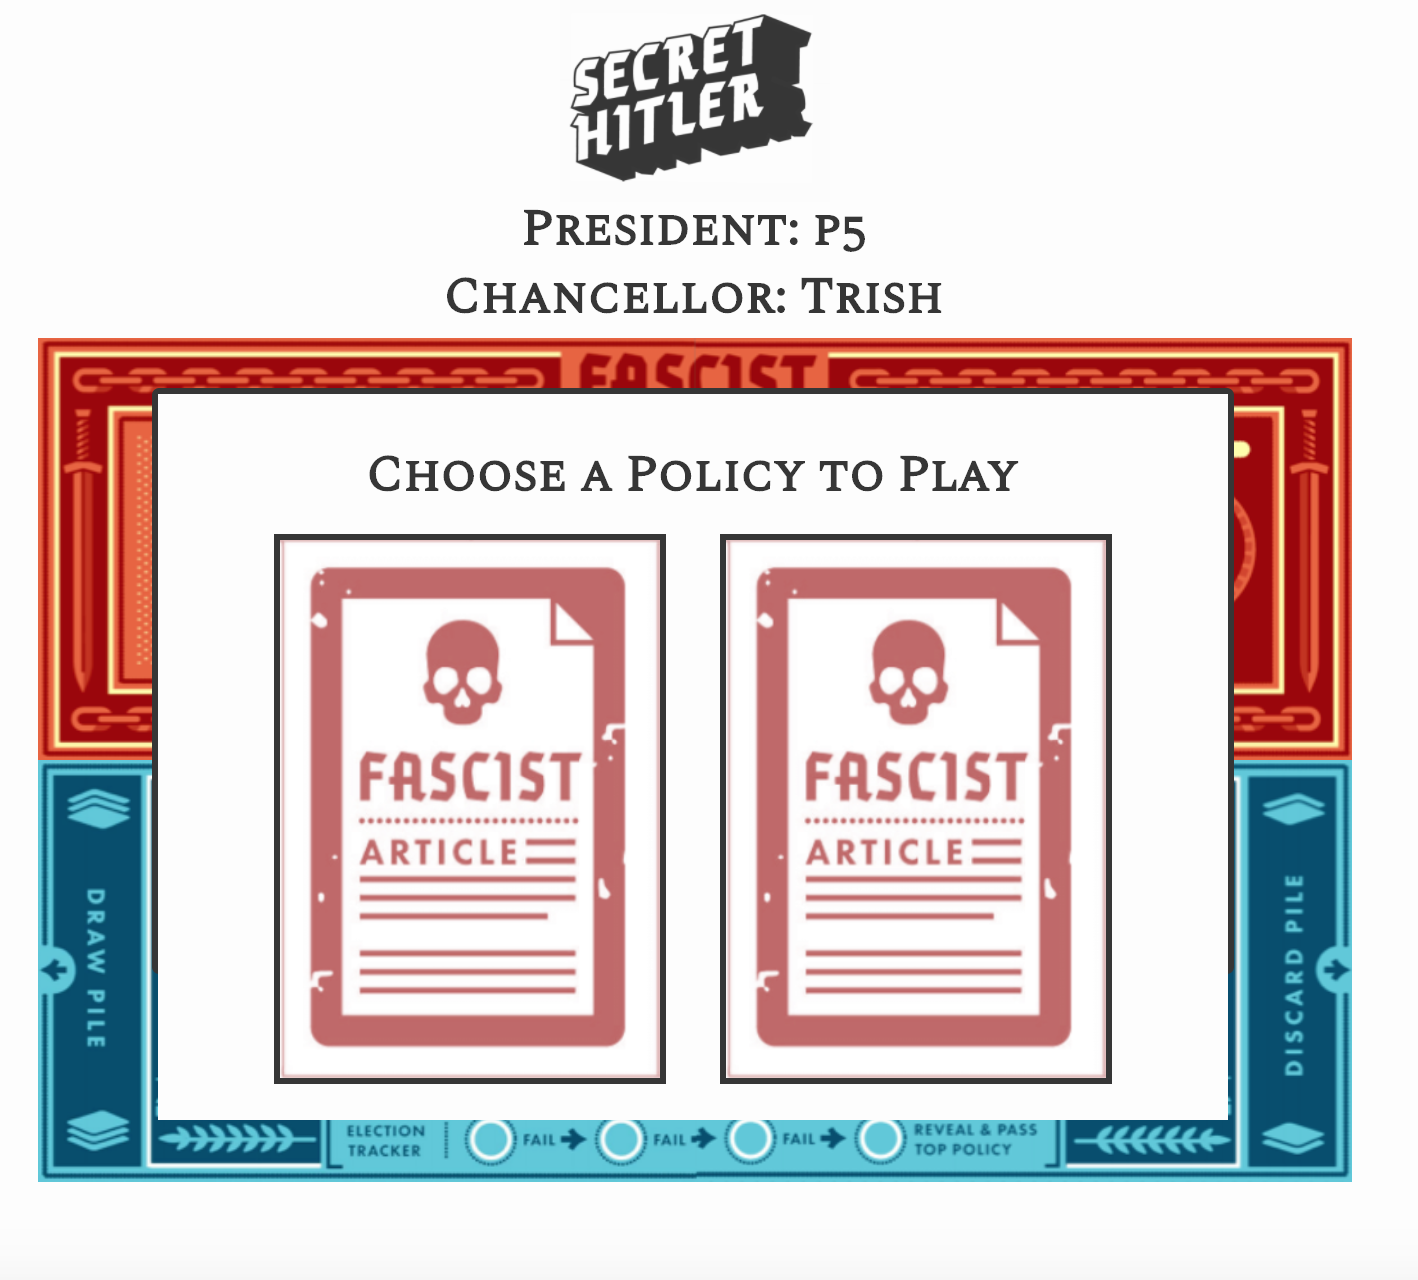 SECRET
HITLER
President: p5
Chancellor: Trish
FASCIST
Choose a Policy to Play
FASCIST
ARTICLE
FASCIST
ARTICLE
DRAW PILE
DISCARD PILE
ELECTION
TRACKER
FAIL
FAIL
FAIL
REVEAL & PASS
TOP POLICY